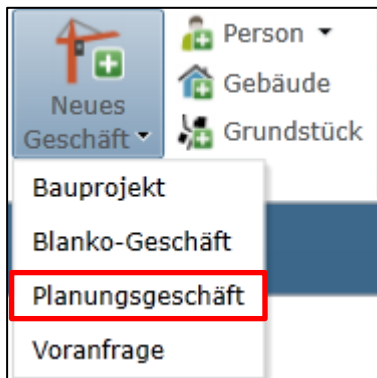 Neues
Geschäft
Person
Gebäude
Grundstück
Bauprojekt
Blanko-Geschäft
Planungsgeschäft
Voranfrage